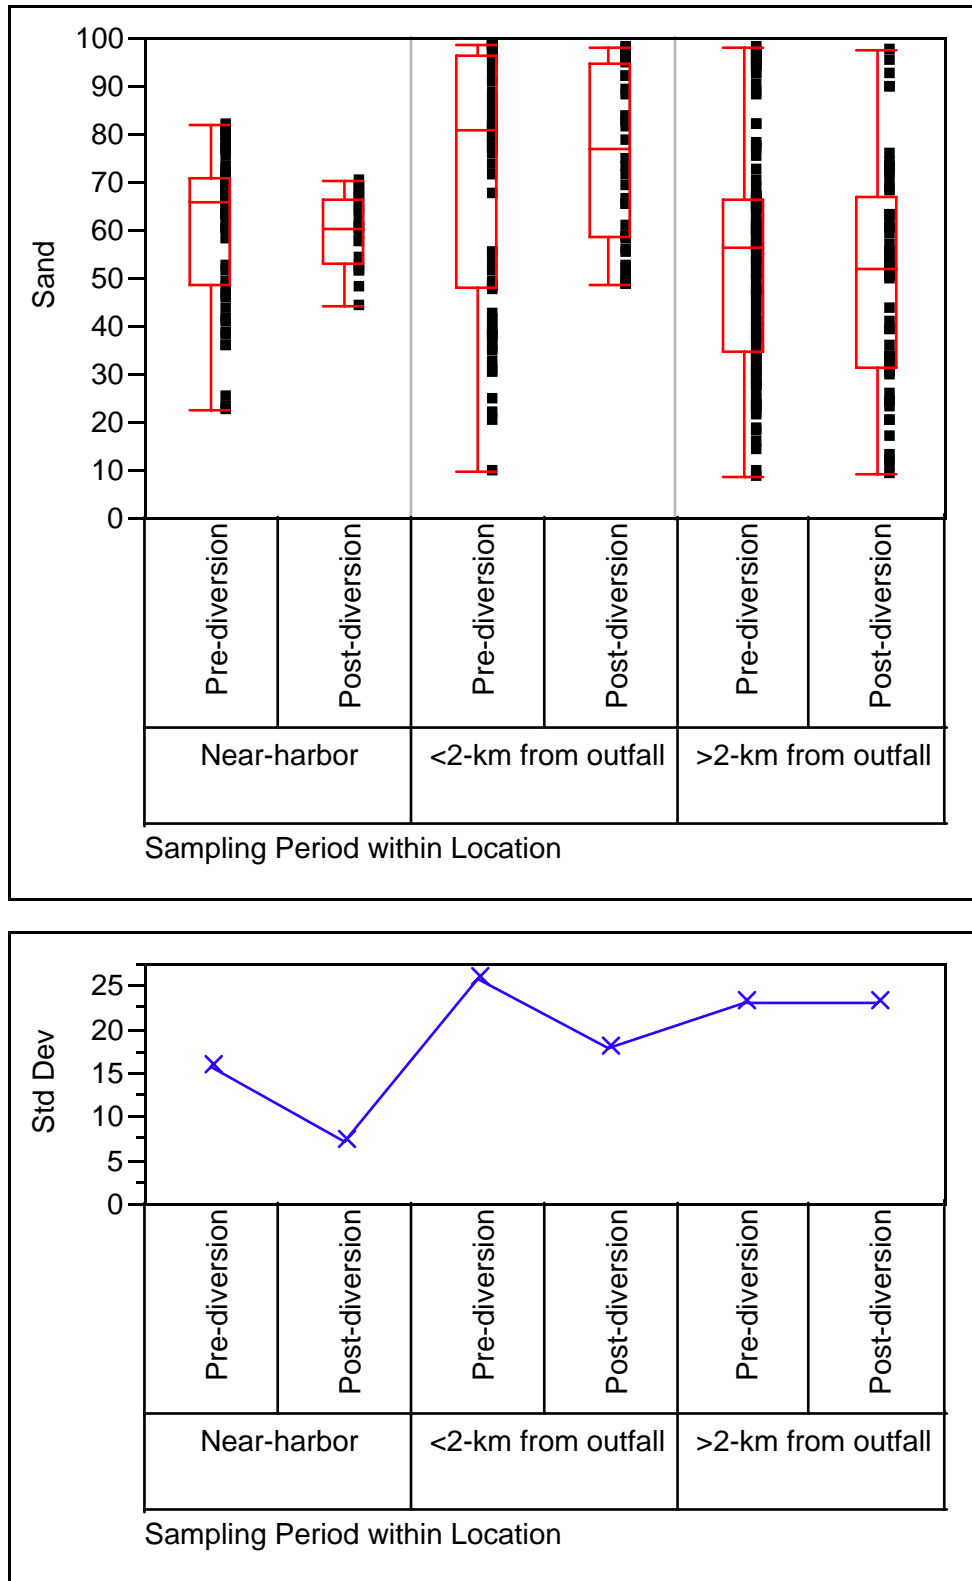 100
90
80
70
60
50
40
30
20
10
0
Sand
Pre-diversion
Post-diversion
Pre-diversion
Post-diversion
Pre-diversion
Post-diversion
Near-harbor
<2-km from outfall
>2-km from outfall
Sampling Period within Location
25
20
15
10
5
0
Std Dev
Pre-diversion
Post-diversion
Pre-diversion
Post-diversion
Pre-diversion
Post-diversion
Near-harbor
<2-km from outfall
>2-km from outfall
Sampling Period within Location